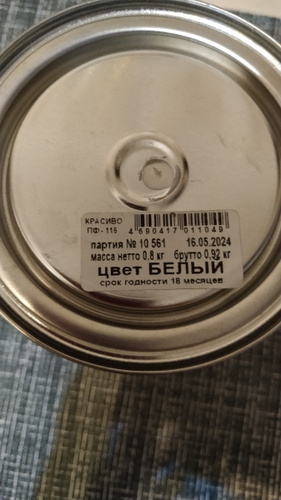 КРАСИВО
ПФ-115
4 690417 011049
партия № 10 561 16.05.2024
масса нетто 0,8 кг брутто 0,92 кг
цвет БЕЛЫЙ
срок годности 18 месяцев